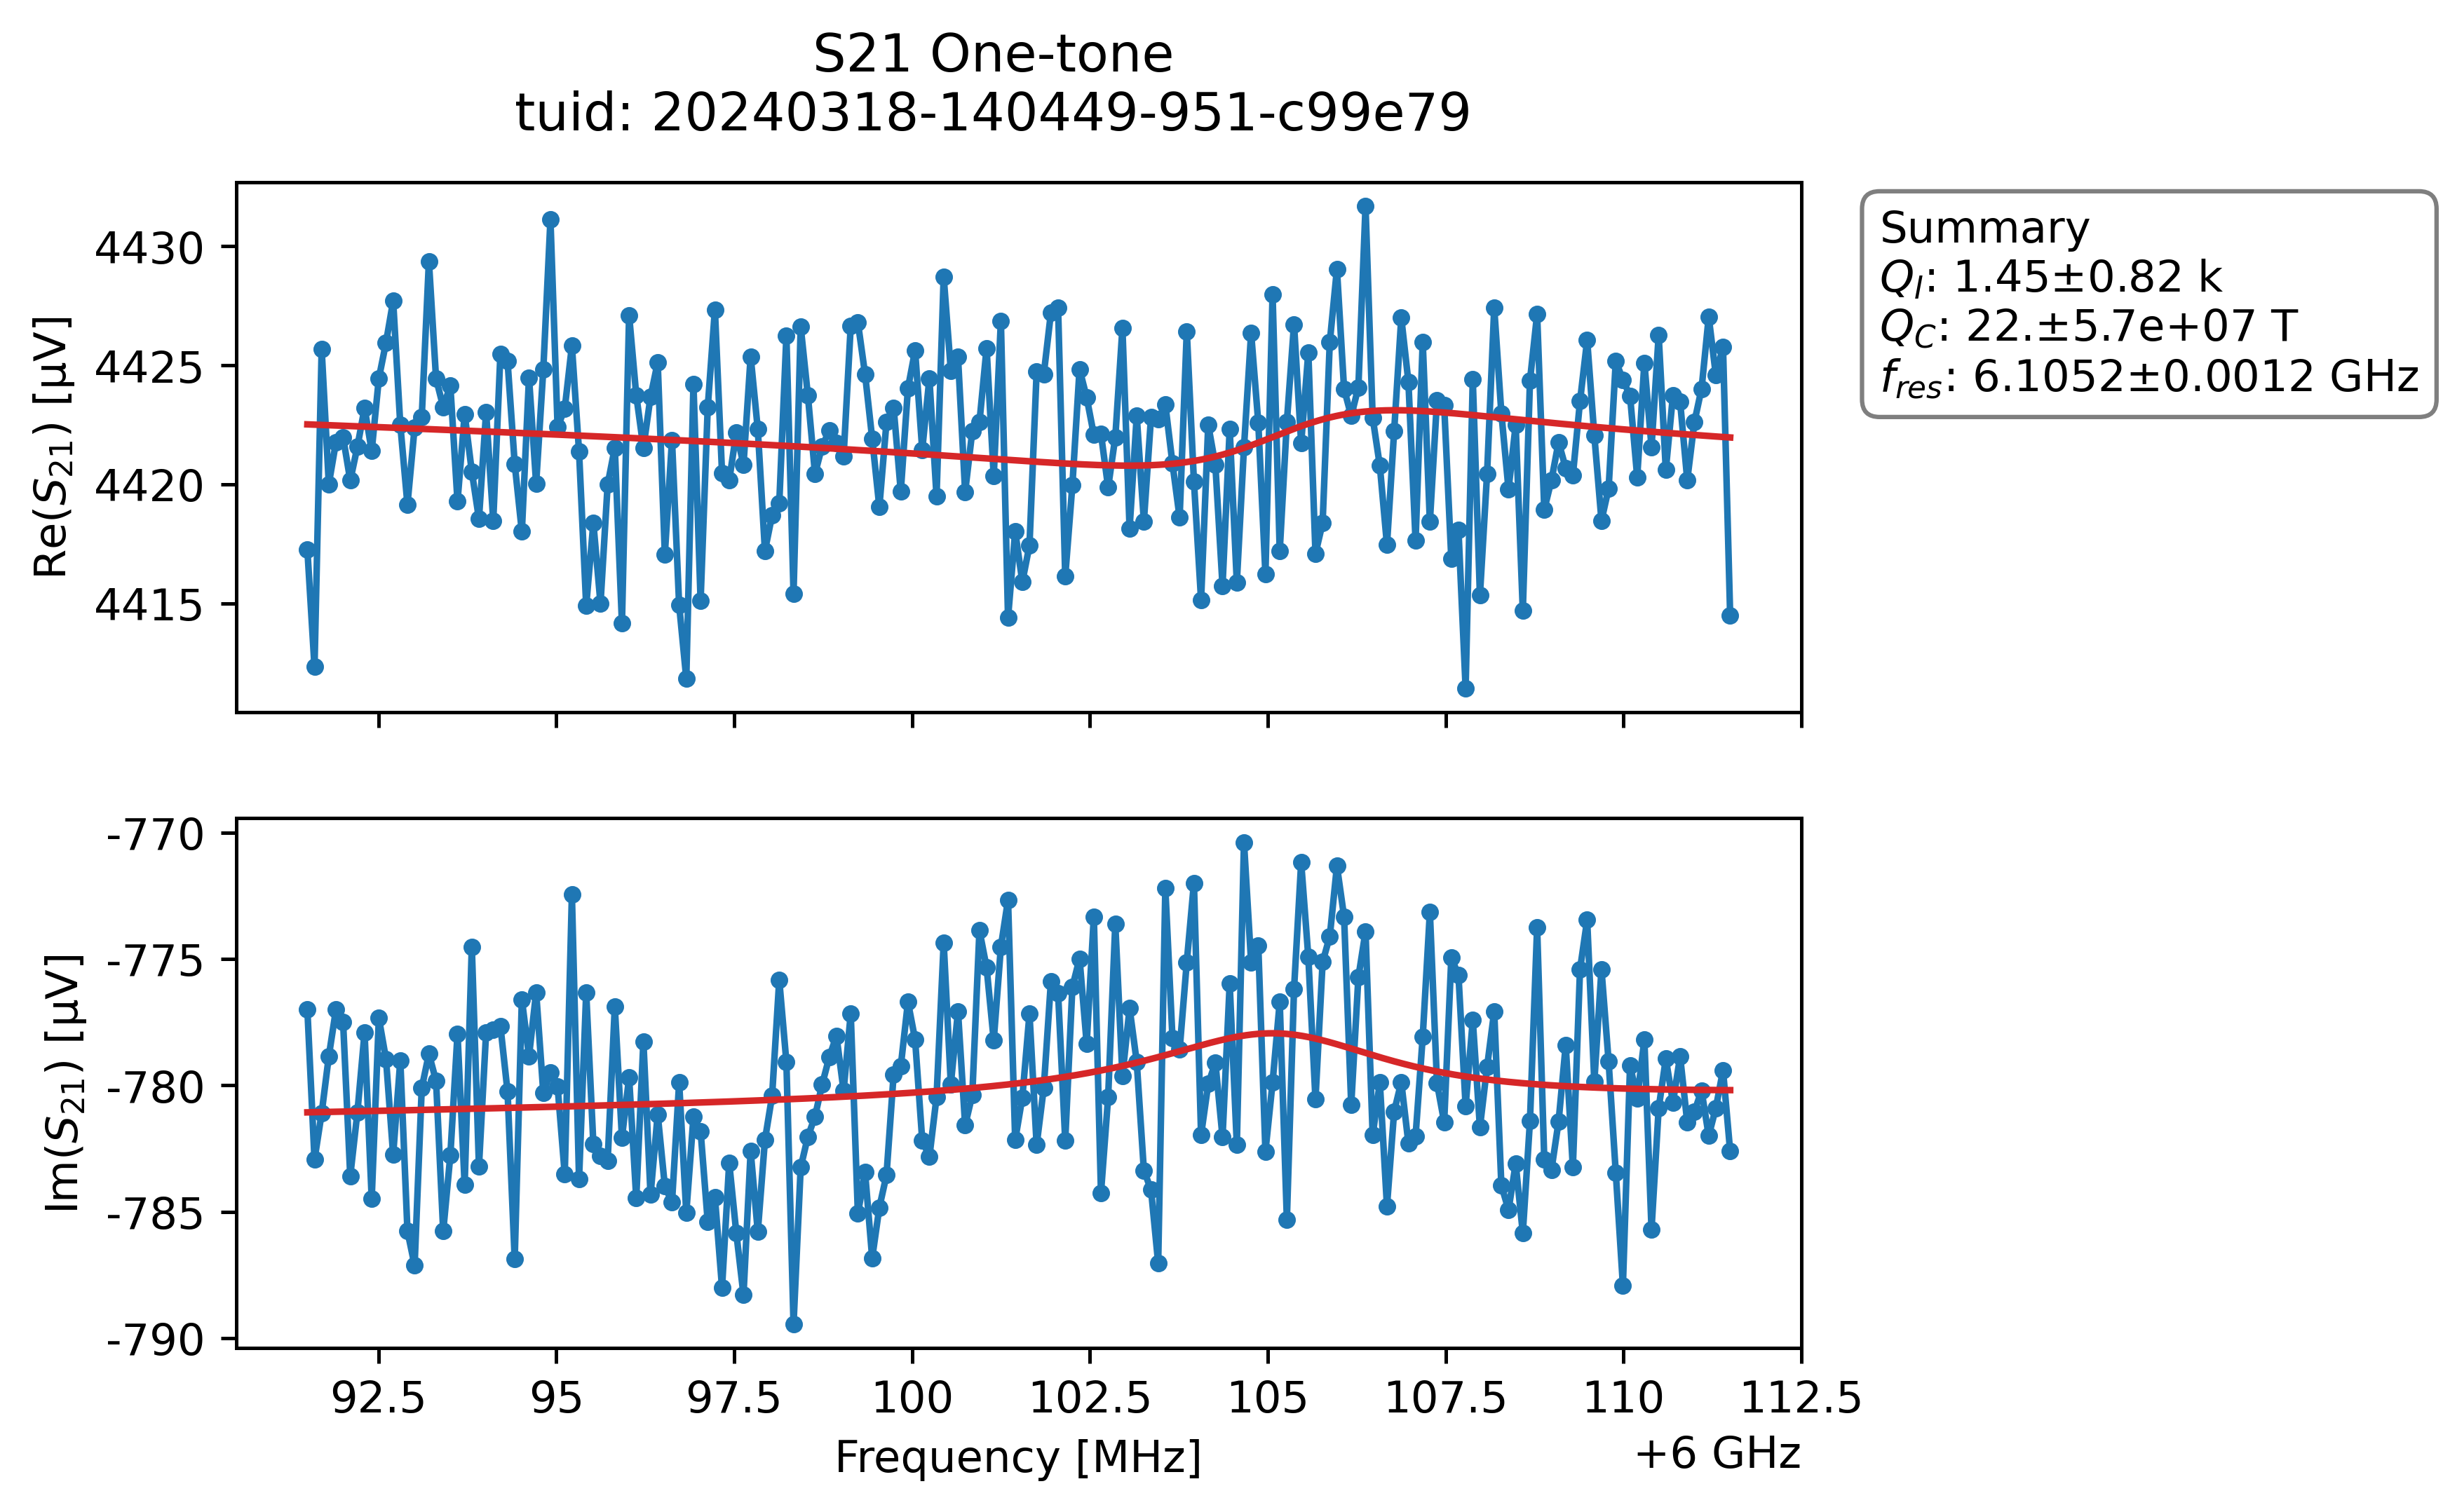 S21 One-tone
tuid: 20240318-140449-951-c99e79
Re(S21) [µV]
4430
4425
4420
4415
Summary
Ql: 1.45±0.82 k
QC: 22.±5.7e+07 T
fres: 6.1052±0.0012 GHz
Im(S21) [µV]
-770
-775
-780
-785
-790
92.5 95 97.5 100 102.5 105 107.5 110 112.5
Frequency [MHz]
+6 GHz